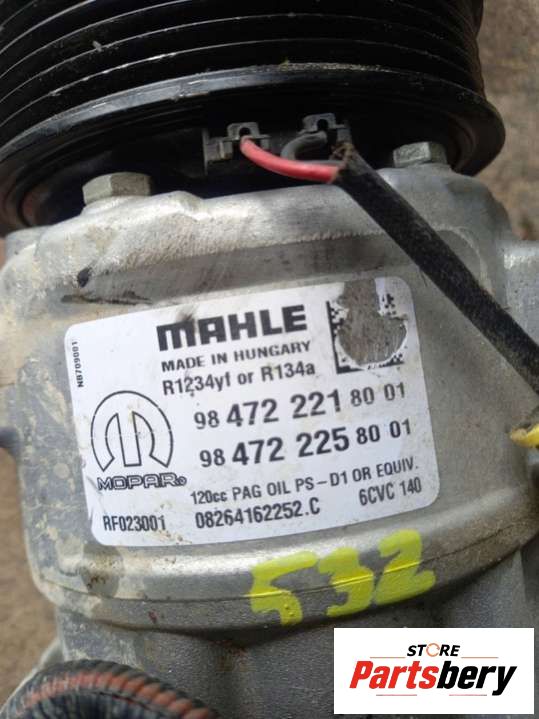 NB709001
MAHLE
MADE IN HUNGARY
R1234yf or R134a
98 472 221 80 01
98 472 225 80 01
MOPAR®
120cc PAG OIL PS-D1 OR EQUIV.
RF023001 08264162252.C 6CVC 140
532
STORE
Partsbery